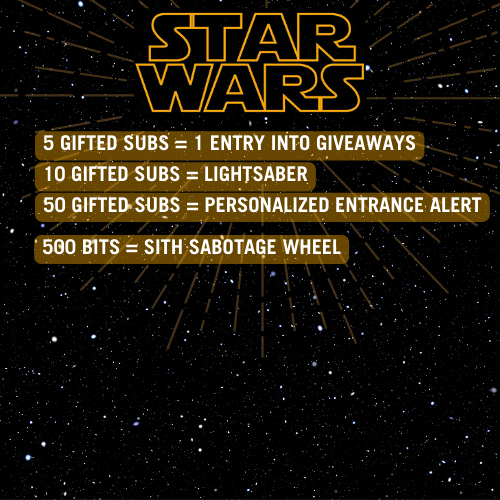 STAR
WARS
5 GIFTED SUBS = 1 ENTRY INTO GIVEAWAYS
10 GIFTED SUBS = LIGHTSABER
50 GIFTED SUBS = PERSONALIZED ENTRANCE ALERT
500 BITS = SITH SABOTAGE WHEEL